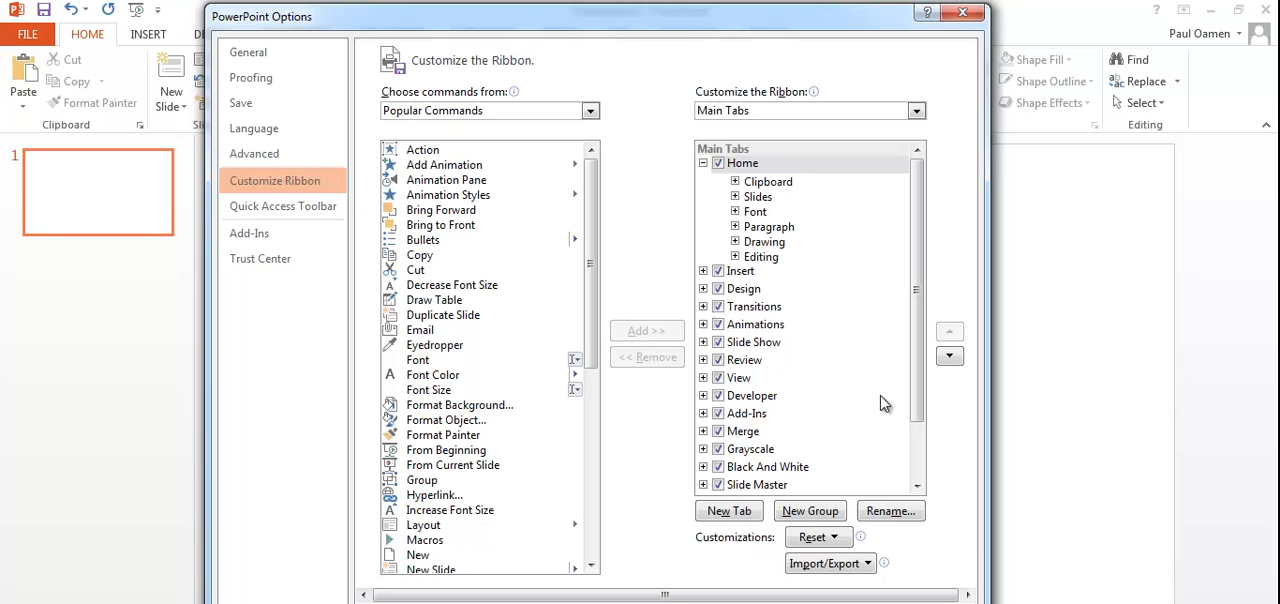 PowerPoint Options
?
FILE
HOME
INSERT
DE
Paul Oamen
Paste
Cut
Copy
Format Painter
Clipboard
New
Slide
Sli
Shape Fill
Shape Outline
Shape Effects
Find
Replace
Select
Editing
1
General
Proofing
Save
Language
Advanced
Customize Ribbon
Quick Access Toolbar
Add-Ins
Trust Center
Customize the Ribbon.
Choose commands from:
Popular Commands
Action
Add Animation
Animation Pane
Animation Styles
Bring Forward
Bring to Front
Bullets
Copy
Cut
Decrease Font Size
Draw Table
Duplicate Slide
Email
Eyedropper
Font
Font Color
Font Size
Format Background...
Format Object...
Format Painter
From Beginning
From Current Slide
Group
Hyperlink...
Increase Font Size
Layout
Macros
New
New Slide
Add >>
<< Remove
Customize the Ribbon:
Main Tabs
Main Tabs
Home
Clipboard
Slides
Font
Paragraph
Drawing
Editing
Insert
Design
Transitions
Animations
Slide Show
Review
View
Developer
Add-Ins
Merge
Grayscale
Black And White
Slide Master
New Tab
New Group
Rename...
Customizations:
Reset
Import/Export